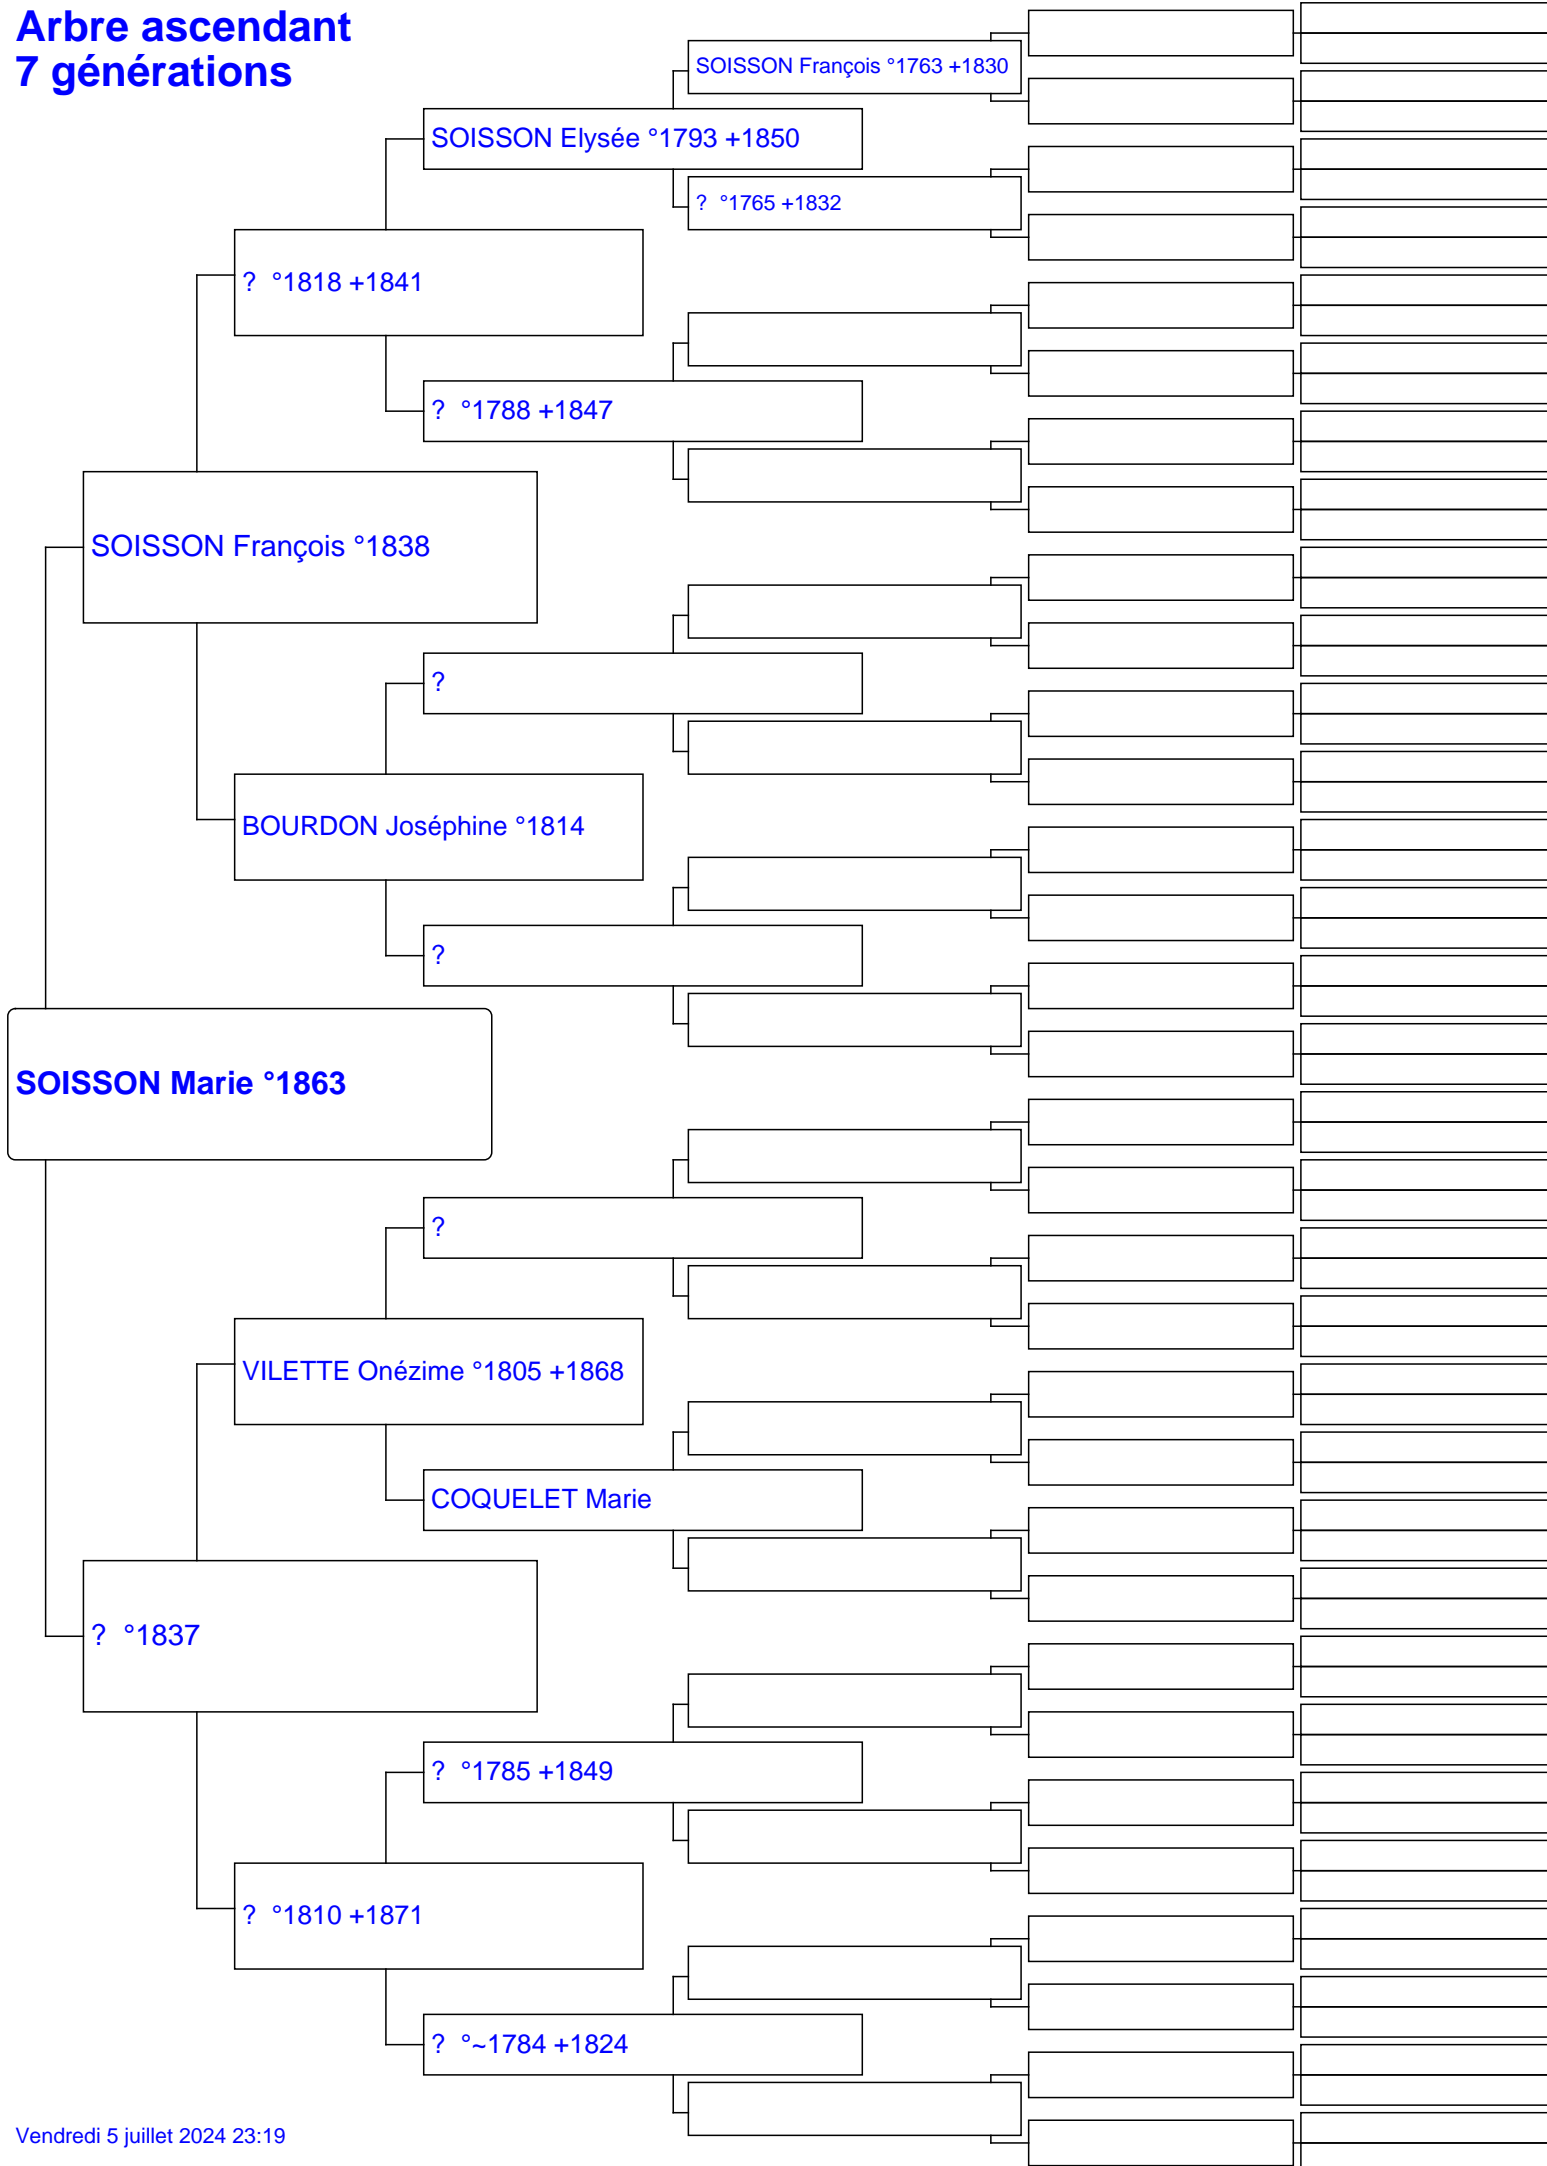 Arbre ascendant
7 générations
SOISSON François °1763 +1830
SOISSON Elysée °1793 +1850
? °1765 +1832
? °1818 +1841
? °1788 +1847
SOISSON François °1838
?
BOURDON Joséphine °1814
?
SOISSON Marie °1863
?
VILETTE Onézime °1805 +1868
COQUELET Marie
? °1837
? °1785 +1849
? °1810 +1871
? °~1784 +1824
Vendredi 5 juillet 2024 23:19